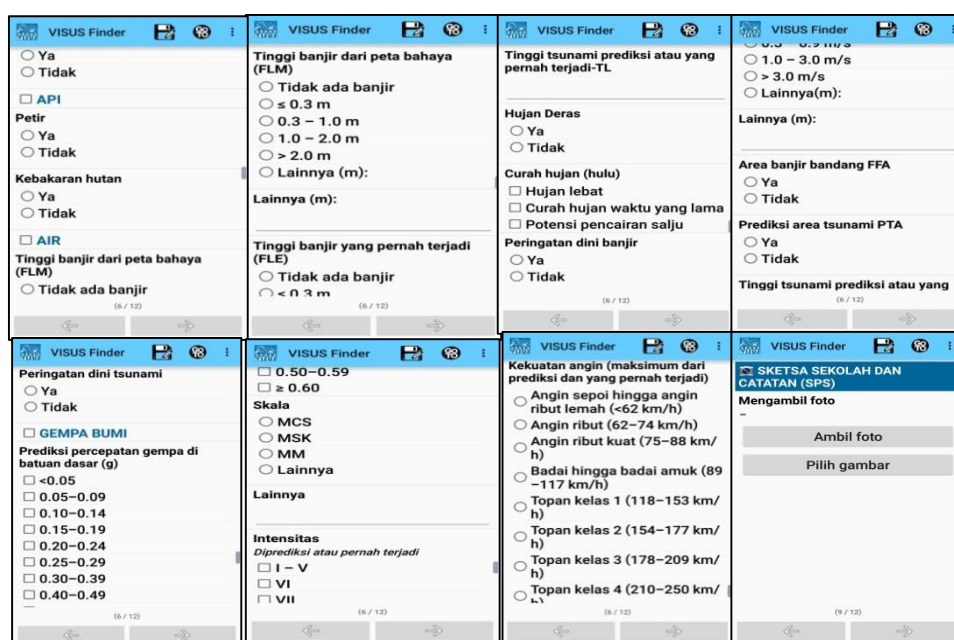 VISUS Finder
Ya
Tidak
API
Petir
Ya
Tidak
Kebakaran hutan
Ya
Tidak
AIR
Tinggi banjir dari peta bahaya
(FLM)
Tidak ada banjir
(6 / 12)
VISUS Finder
Tinggi banjir dari peta bahaya
(FLM)
Tidak ada banjir
≤ 0.3 m
0.3 – 1.0 m
1.0 – 2.0 m
> 2.0 m
Lainnya (m):
Lainnya (m):
Tinggi banjir yang pernah terjadi
(FLE)
Tidak ada banjir
≤ 0.3 m
(6 / 12)
VISUS Finder
Tinggi tsunami prediksi atau yang
pernah terjadi-TL
Hujan Deras
Ya
Tidak
Curah hujan (hulu)
Hujan lebat
Curah hujan waktu yang lama
Potensi pencairan salju
Peringatan dini banjir
Ya
Tidak
(6 / 12)
VISUS Finder
0.5 – 0.9 m/s
1.0 – 3.0 m/s
> 3.0 m/s
Lainnya(m):
Lainnya (m):
Area banjir bandang FFA
Ya
Tidak
Prediksi area tsunami PTA
Ya
Tidak
Tinggi tsunami prediksi atau yang
(6 / 12)
VISUS Finder
Peringatan dini tsunami
Ya
Tidak
GEMPA BUMI
Prediksi percepatan gempa di
batuan dasar (g)
<0.05
0.05–0.09
0.10–0.14
0.15–0.19
0.20–0.24
0.25–0.29
0.30–0.39
0.40–0.49
(6 / 12)
VISUS Finder
0.50–0.59
≥ 0.60
Skala
MCS
MSK
MM
Lainnya
Lainnya
Intensitas
Diprediksi atau pernah terjadi
I – V
VI
VII
(6 / 12)
VISUS Finder
Kekuatan angin (maksimum dari
prediksi dan yang pernah terjadi)
Angin sepoi hingga angin
ribut lemah (<62 km/h)
Angin ribut (62–74 km/h)
Angin ribut kuat (75–88 km/
h)
Badai hingga badai amuk (89
–117 km/h)
Topan kelas 1 (118–153 km/
h)
Topan kelas 2 (154–177 km/
h)
Topan kelas 3 (178–209 km/
h)
Topan kelas 4 (210–250 km/
h)
(6 / 12)
VISUS Finder
SKETSA SEKOLAH DAN
CATATAN (SPS)
Mengambil foto
–
Ambil foto
Pilih gambar
(9 / 12)